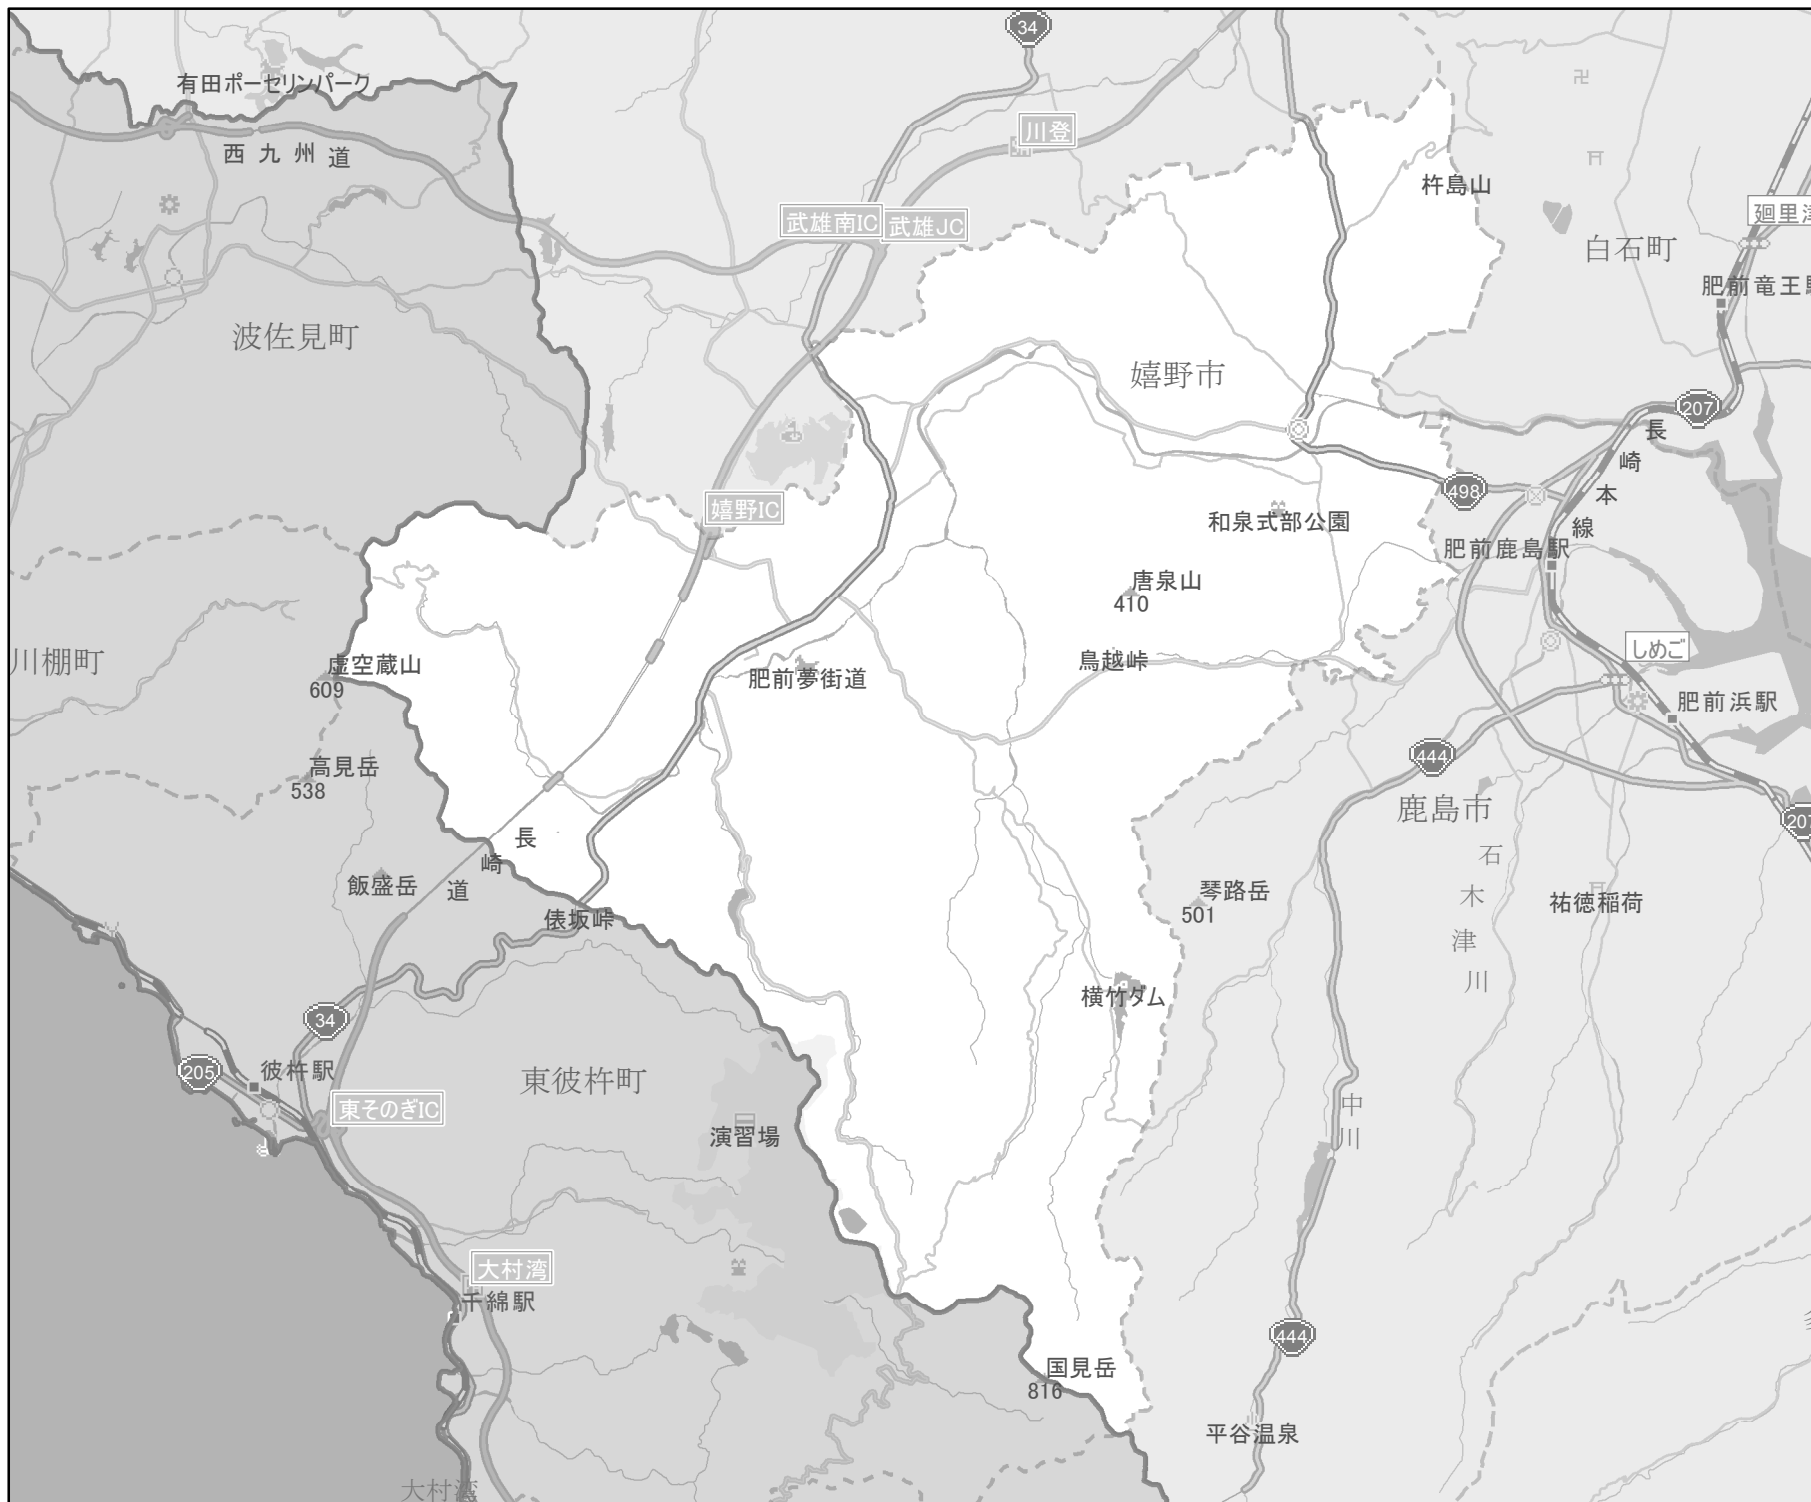 34
有田ポーセリンパーク
川登
西九州道
杵島山
武雄南IC
武雄JC
白石町
肥前竜王
波佐見町
嬉野市
207
長崎本線
498
嬉野IC
和泉式部公園
肥前鹿島駅
唐泉山
410
川棚町
虚空蔵山
609
肥前夢街道
鳥越峠
しめご
肥前浜駅
高見岳
538
444
鹿島市
207
長崎道
飯盛岳
俵坂峠
琴路岳
501
石木津川
祐徳稲荷
横竹ダム
34
205
彼杵駅
東彼杵町
東そのぎIC
中川
演習場
大村湾
千綿駅
444
国見岳
816
平谷温泉
大村湾